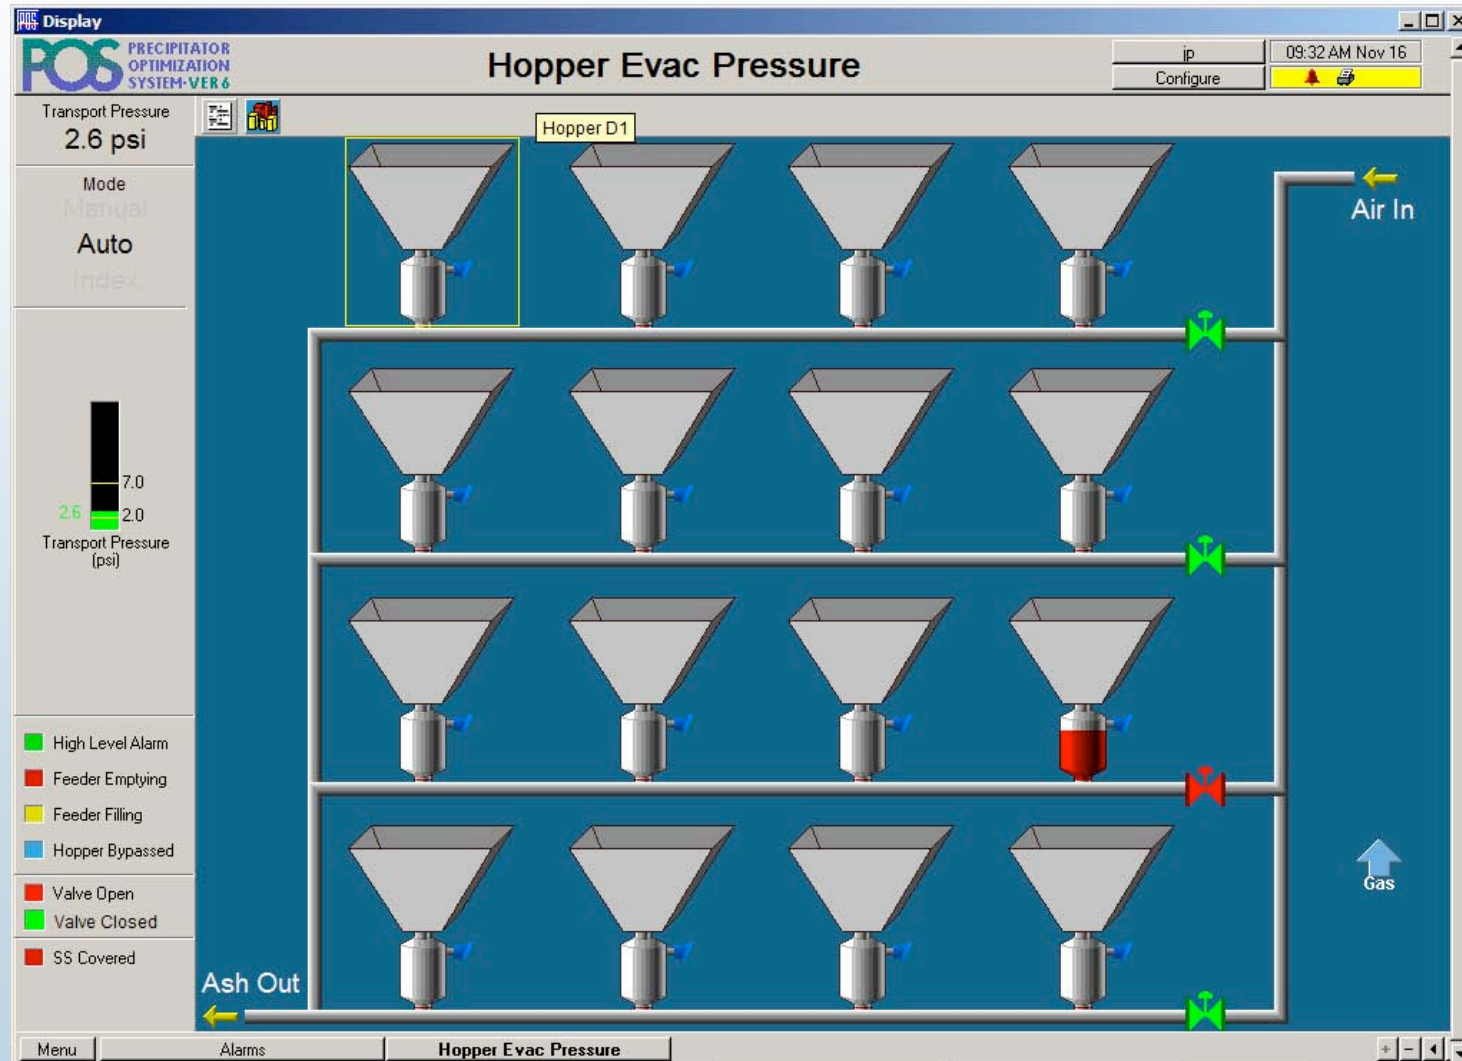 POS Display
POS PRECIPITATOR
OPTIMIZATION
SYSTEM·VER 6
Hopper Evac Pressure
jp
Configure
09:32 AM Nov 16
Transport Pressure
2.6 psi
Hopper D1
Mode
Manual
Auto
Index
Air In
7.0
2.6
2.0
Transport Pressure
(psi)
High Level Alarm
Feeder Emptying
Feeder Filling
Hopper Bypassed
Valve Open
Valve Closed
SS Covered
Gas
Ash Out
Menu
Alarms
Hopper Evac Pressure